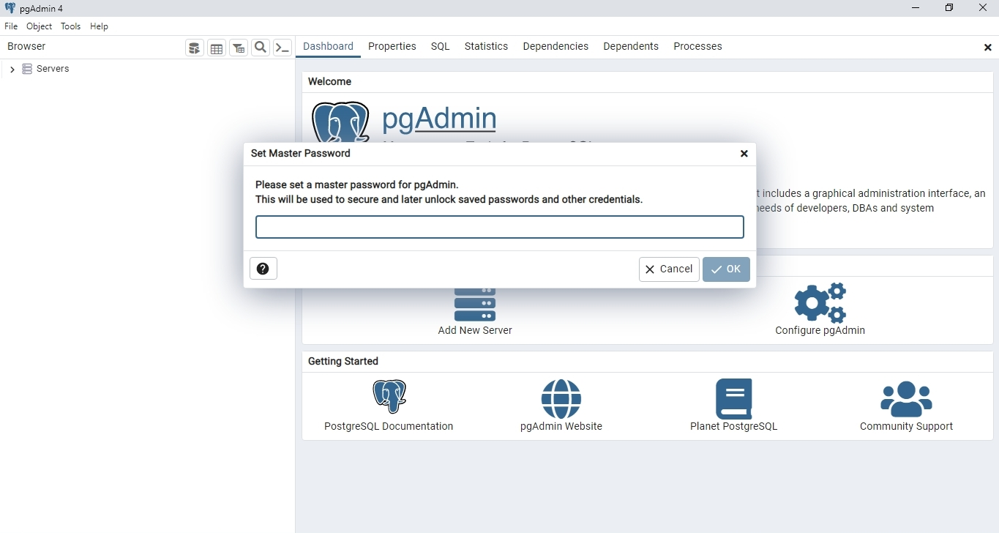 pgAdmin 4
File Object Tools Help
Browser
Dashboard Properties SQL Statistics Dependencies Dependents Processes
Servers
Welcome
pgAdmin
Set Master Password
Please set a master password for pgAdmin.
This will be used to secure and later unlock saved passwords and other credentials.
includes a graphical administration interface, an
of developers, DBAs and system
Cancel OK
Add New Server
Configure pgAdmin
Getting Started
PostgreSQL Documentation
pgAdmin Website
Planet PostgreSQL
Community Support